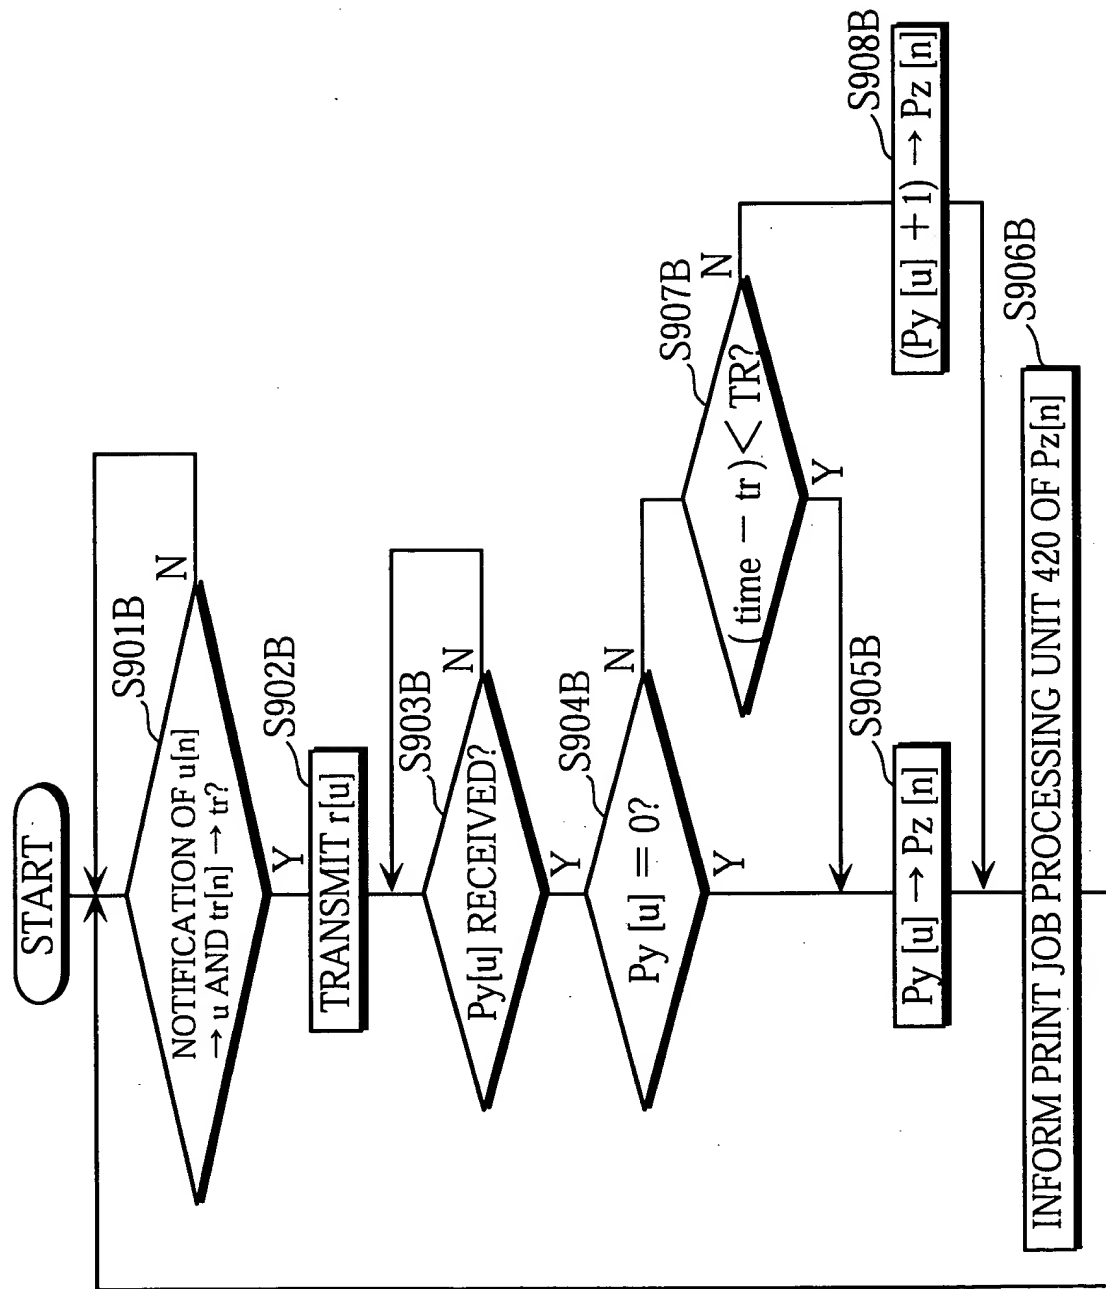 START
S901B
NOTIFICATION OF u[n]
→ u AND tr[n] → tr?
N
Y
S902B
TRANSMIT r[u]
S903B
Py[u] RECEIVED?
N
Y
S904B
Py [u] = 0?
N
Y
S907B
(time − tr) < TR?
N
Y
S905B
Py [u] → Pz [n]
S908B
(Py [u] + 1) → Pz [n]
S906B
INFORM PRINT JOB PROCESSING UNIT 420 OF Pz[n]